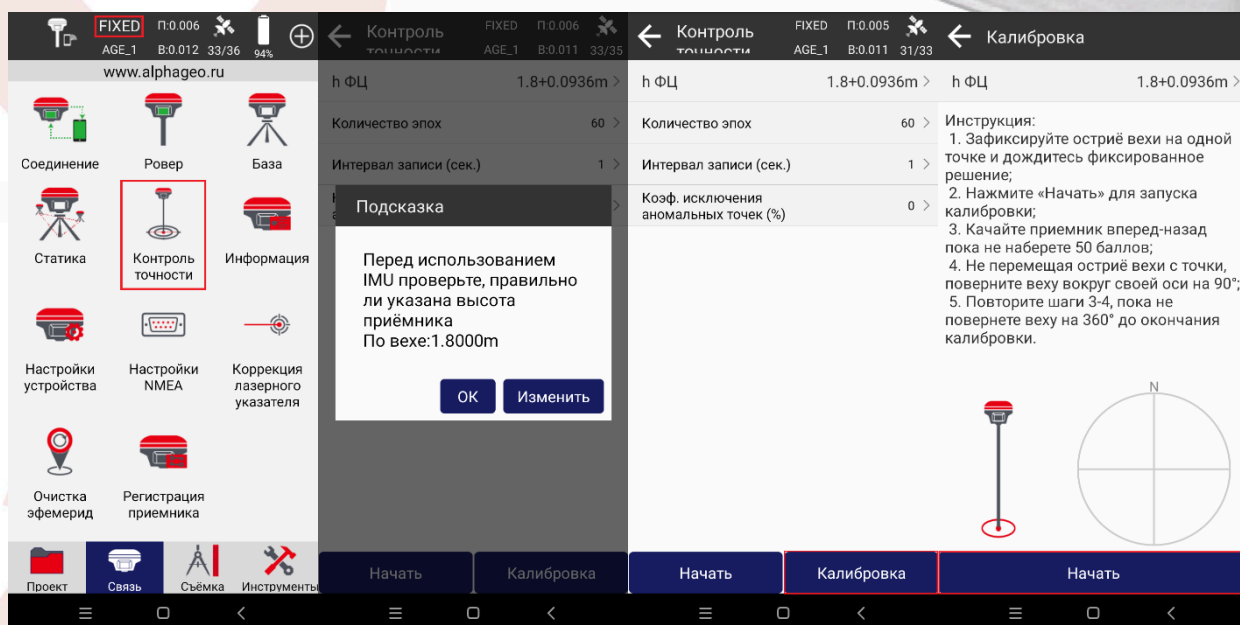 FIXED П:0.006
AGE_1 B:0.012 33/36 94%
www.alphageo.ru
Соединение Ровер База
Статика Контроль точности Информация
Настройки устройства Настройки NMEA Коррекция лазерного указателя
Очистка эфемерид Регистрация приемника
Проект Связь Съёмка Инструменты
Контроль точности FIXED П:0.006
AGE_1 B:0.011 33/35
h ФЦ 1.8+0.0936m >
Количество эпох 60 >
Интервал записи (сек.) 1 >
Подсказка
Перед использованием
IMU проверьте, правильно
ли указана высота
приёмника
По вехе:1.8000m
ОК Изменить
Начать Калибровка
Контроль точности FIXED П:0.005
AGE_1 B:0.011 31/33
h ФЦ 1.8+0.0936m >
Количество эпох 60 >
Интервал записи (сек.) 1 >
Коэф. исключения
аномальных точек (%) 0 >
Начать Калибровка
Калибровка
h ФЦ 1.8+0.0936m >
Инструкция:
1. Зафиксируйте остриё вехи на одной
точке и дождитесь фиксированное
решение;
2. Нажмите «Начать» для запуска
калибровки;
3. Качайте приемник вперед-назад
пока не наберете 50 баллов;
4. Не перемещая остриё вехи с точки,
поверните веху вокруг своей оси на 90°;
5. Повторите шаги 3-4, пока не
повернете веху на 360° до окончания
калибровки.
N
Начать